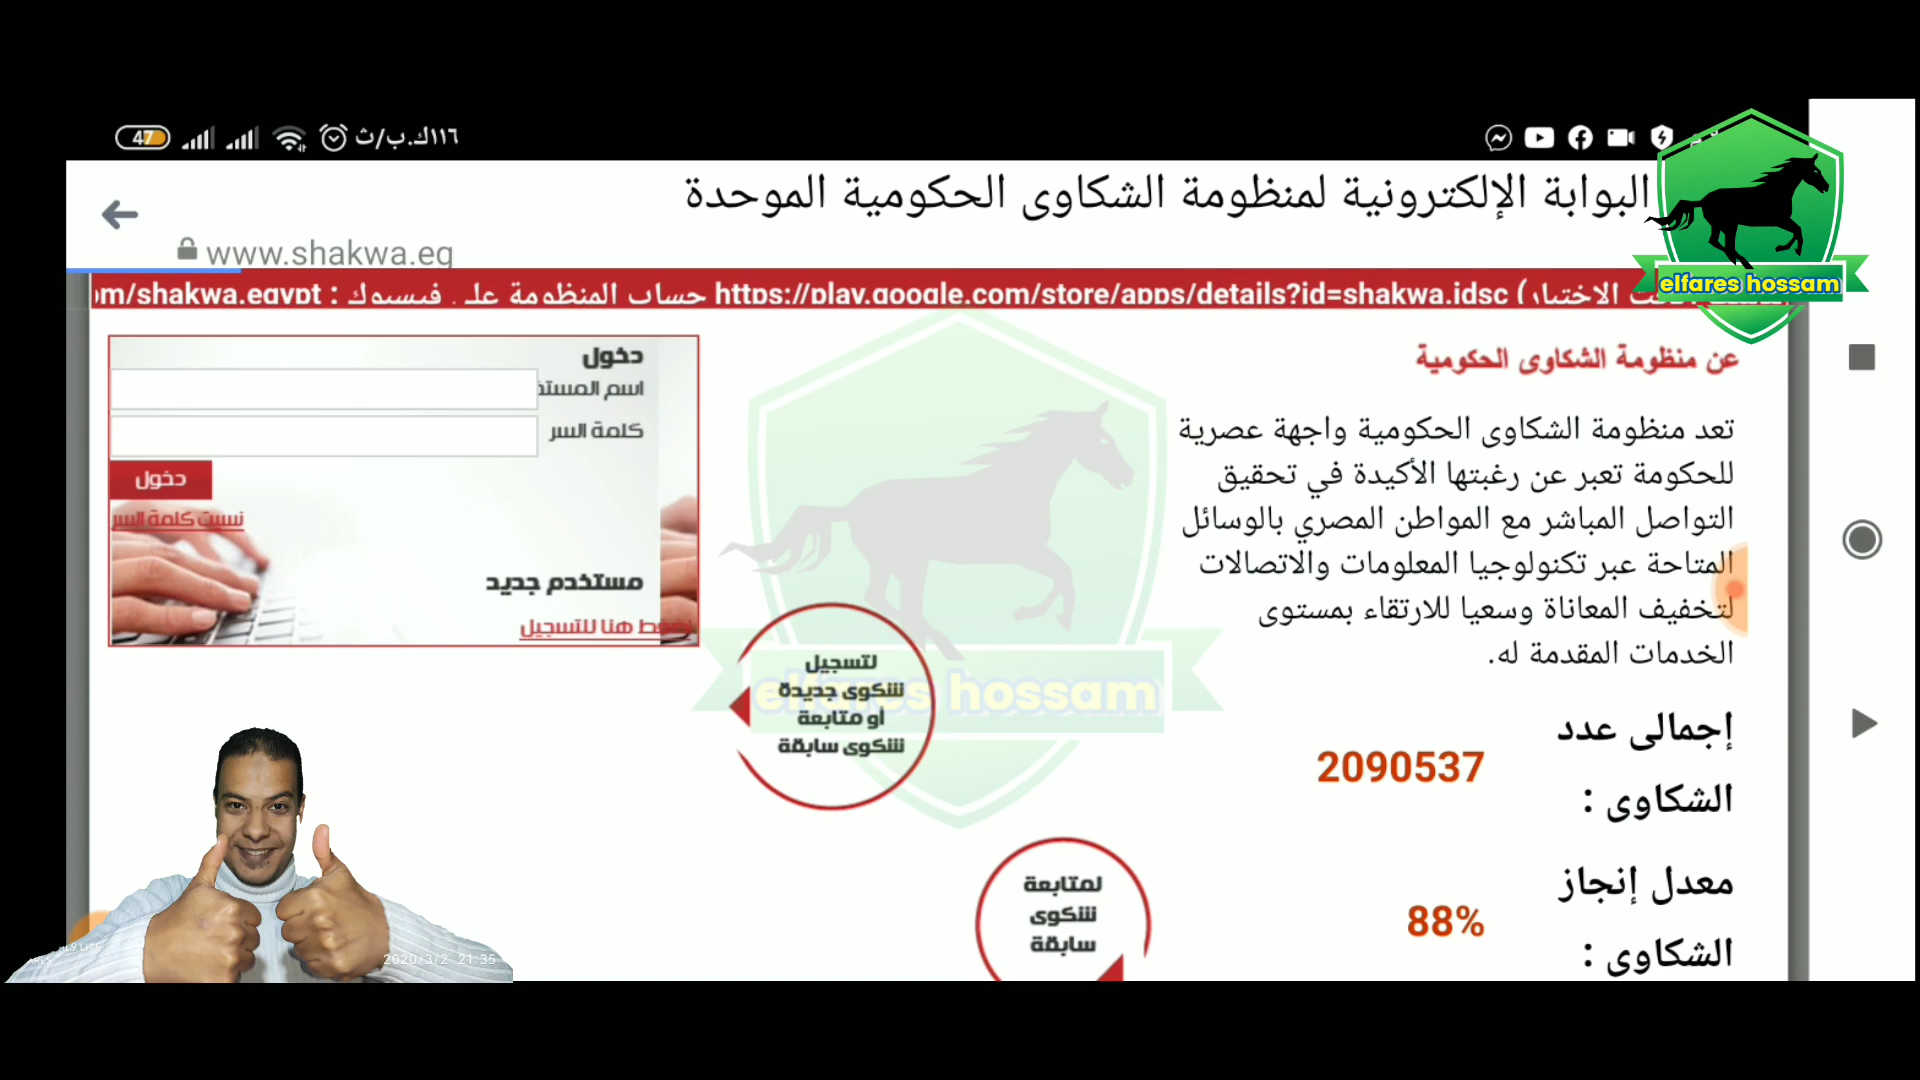 47
١١٦ك.ب/ث
البوابة الإلكترونية لمنظومة الشكاوى الحكومية الموحدة
www.shakwa.eg
https://play.google.com/store/apps/details?id=shakwa.idsc حساب المنظومة على فيسبوك : om/shakwa.egypt
elfares hossam
عن منظومة الشكاوى الحكومية
تعد منظومة الشكاوى الحكومية واجهة عصرية
للحكومة تعبر عن رغبتها الأكيدة في تحقيق
التواصل المباشر مع المواطن المصري بالوسائل
المتاحة عبر تكنولوجيا المعلومات والاتصالات
لتخفيف المعاناة وسعيا للارتقاء بمستوى
الخدمات المقدمة له.
إجمالى عدد
الشكاوى :
2090537
معدل إنجاز
الشكاوى :
88%
دخول
اسم المستخ
كلمة السر
دخول
نسيت كلمة السر
مستخدم جديد
اضغط هنا للتسجيل
لتسجيل
شكوى جديدة
أو متابعة
شكوى سابقة
elfares hossam
لمتابعة
شكوى
سابقة
2020/3/2 21:35